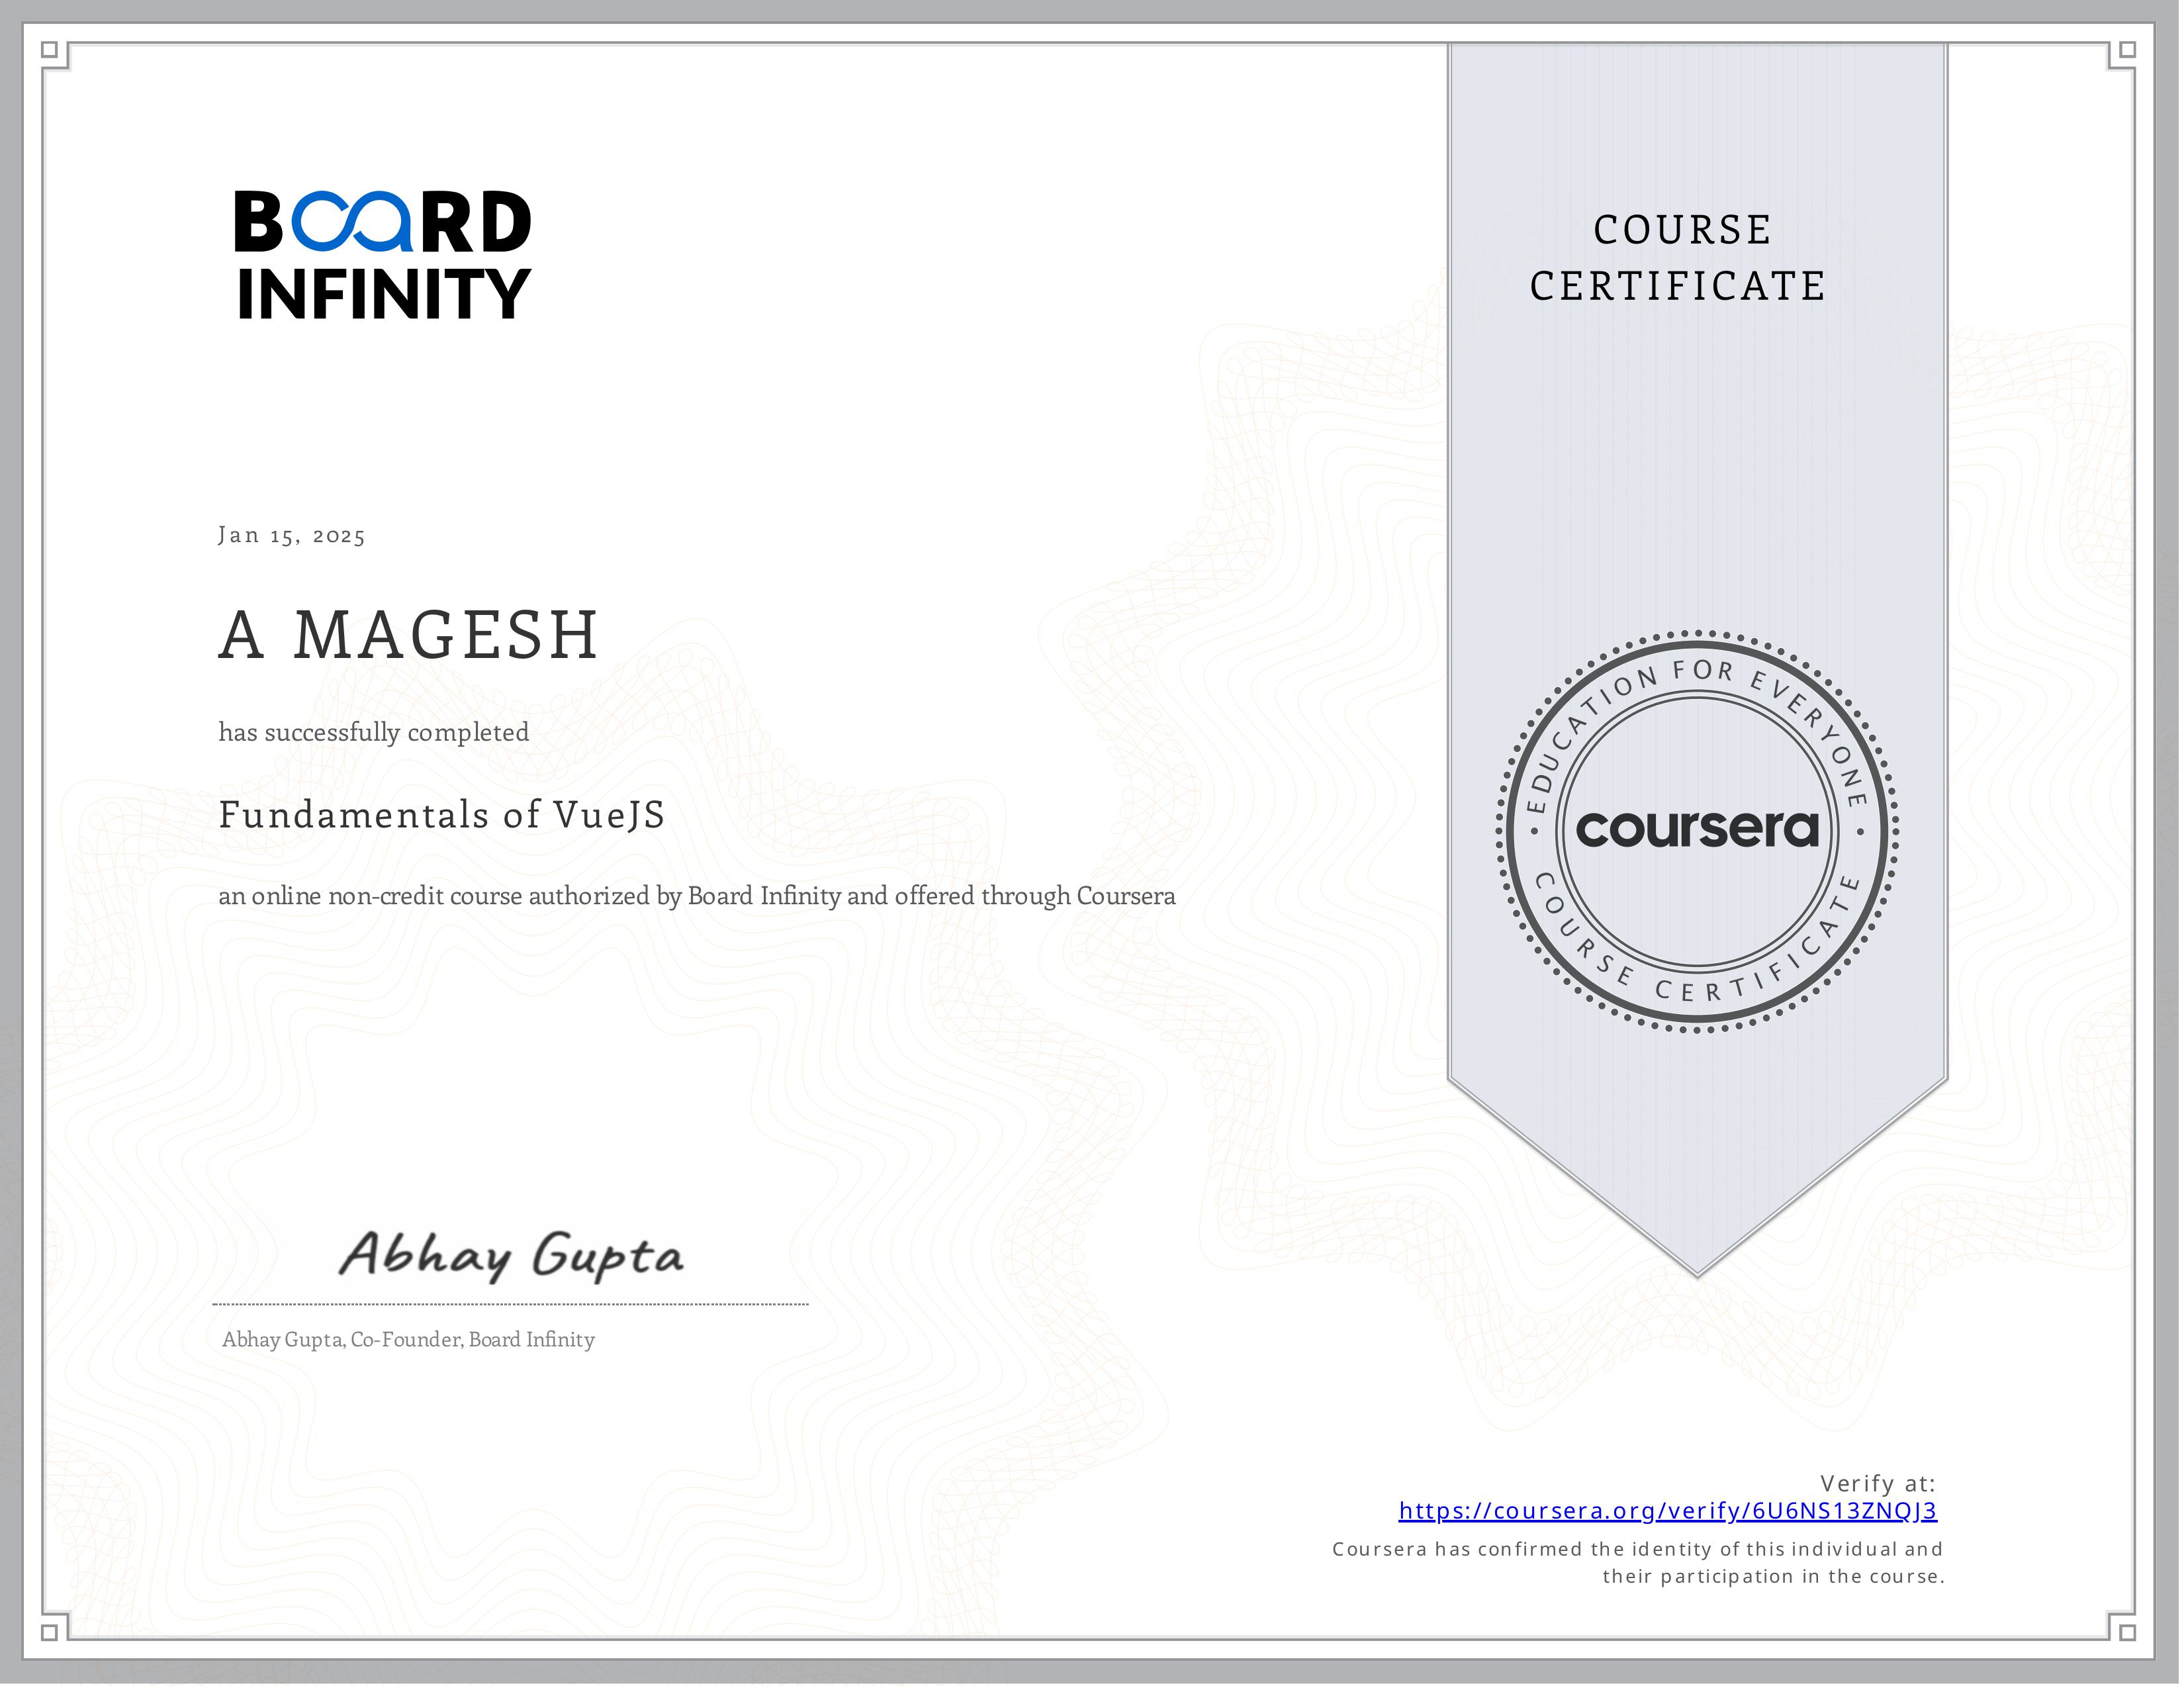 BOARD
INFINITY
COURSE
CERTIFICATE
Jan 15, 2025
A MAGESH
has successfully completed
Fundamentals of VueJS
an online non-credit course authorized by Board Infinity and offered through Coursera
EDUCATION FOR EVERYONE
coursera
COURSE CERTIFICATE
Abhay Gupta
Abhay Gupta, Co-Founder, Board Infinity
Verify at:
https://coursera.org/verify/6U6NS13ZNQJ3
Coursera has confirmed the identity of this individual and
their participation in the course.